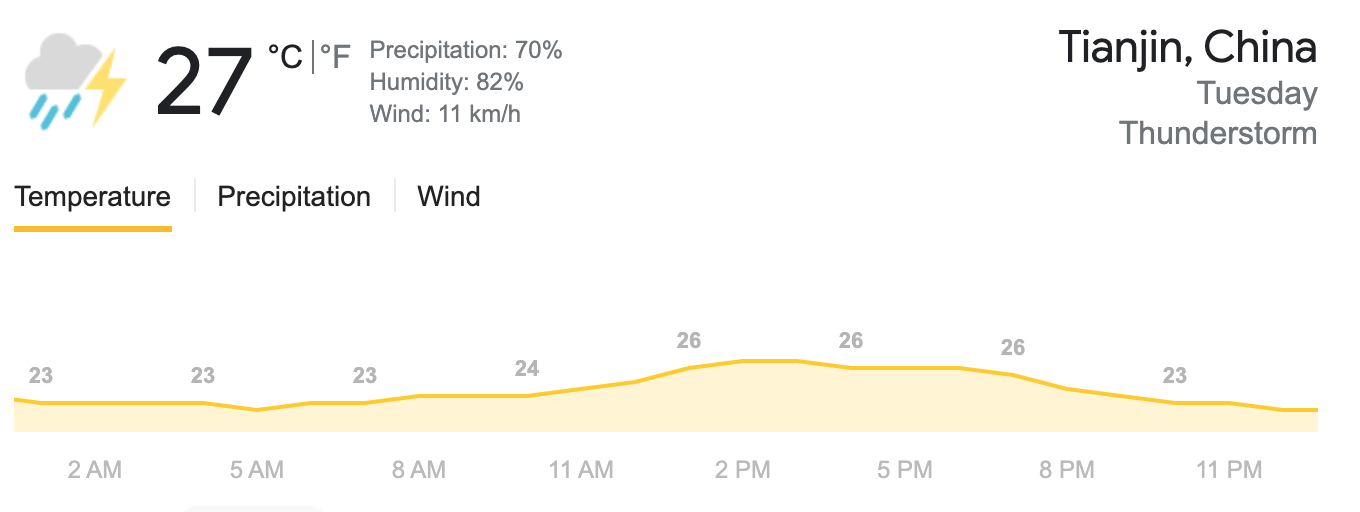 27 °C | °F
Precipitation: 70%
Humidity: 82%
Wind: 11 km/h
Tianjin, China
Tuesday
Thunderstorm
Temperature | Precipitation | Wind
23 23 23 24 26 26 26 23
2 AM 5 AM 8 AM 11 AM 2 PM 5 PM 8 PM 11 PM